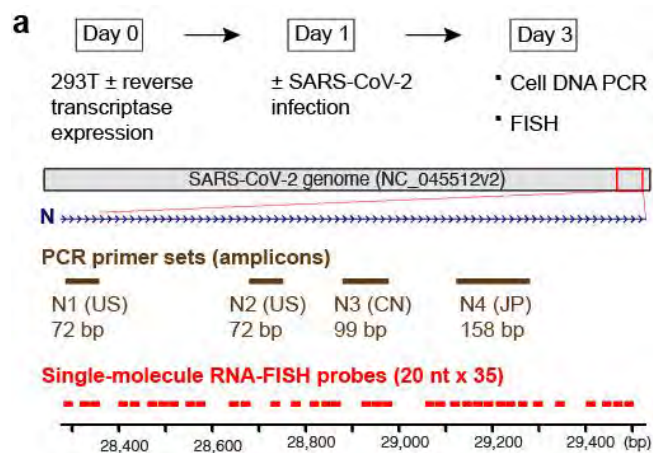 a
Day 0 Day 1 Day 3
293T ± reverse
transcriptase
expression
± SARS-CoV-2
infection
Cell DNA PCR
FISH
SARS-CoV-2 genome (NC_045512v2)
N
PCR primer sets (amplicons)
N1 (US) N2 (US) N3 (CN) N4 (JP)
72 bp 72 bp 99 bp 158 bp
Single-molecule RNA-FISH probes (20 nt x 35)
28,400 28,600 28,800 29,000 29,200 29,400 (bp)